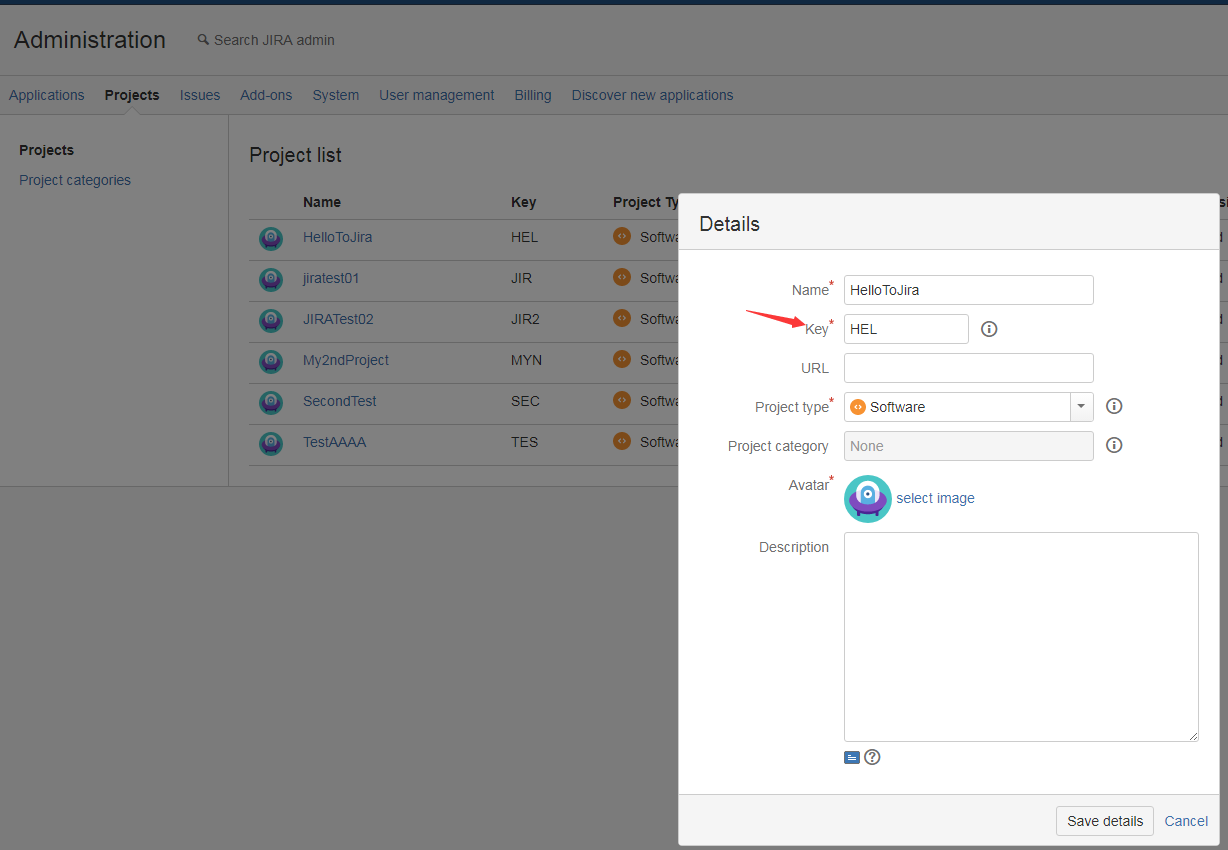 Administration Search JIRA admin
Applications Projects Issues Add-ons System User management Billing Discover new applications
Projects
Project categories
Project list
Name Key Project Ty
HelloToJira HEL Softwa
jiratest01 JIR Softwa
JIRATest02 JIR2 Softwa
My2ndProject MYN Softwa
SecondTest SEC Softwa
TestAAAA TES Softwa
Details
Name* HelloToJira
Key* HEL
URL
Project type* Software
Project category None
Avatar* select image
Description
Save details Cancel